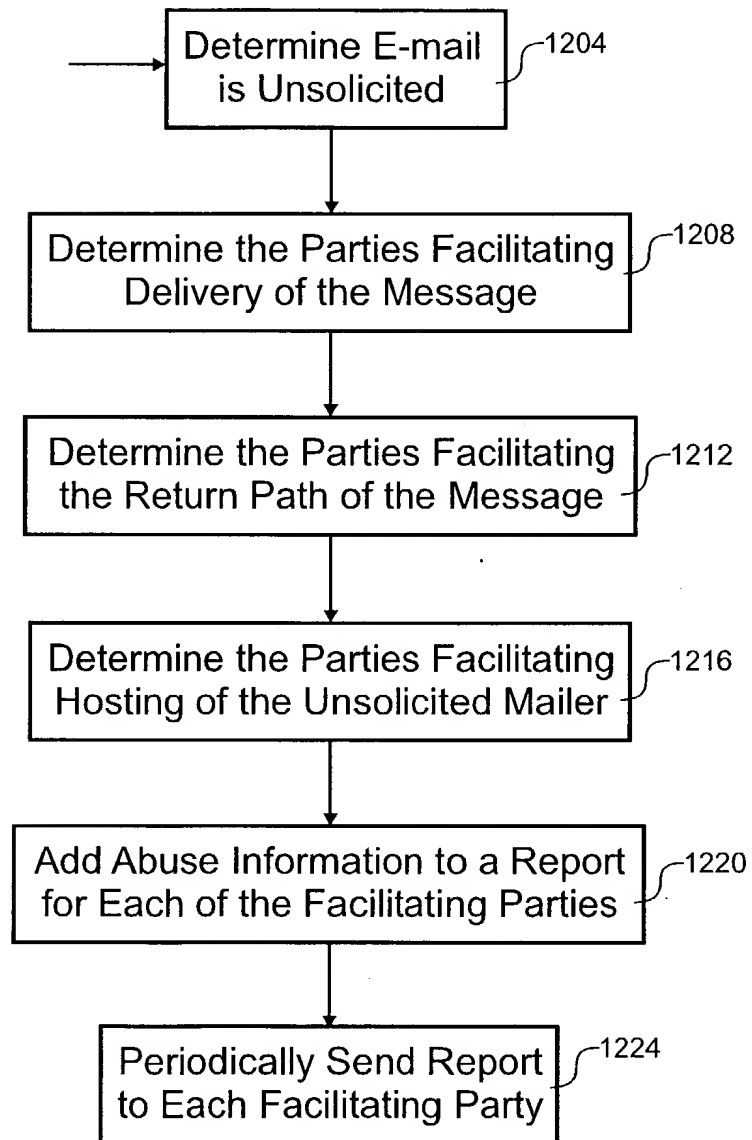 Determine E-mail
is Unsolicited
1204
Determine the Parties Facilitating
Delivery of the Message
1208
Determine the Parties Facilitating
the Return Path of the Message
1212
Determine the Parties Facilitating
Hosting of the Unsolicited Mailer
1216
Add Abuse Information to a Report
for Each of the Facilitating Parties
1220
Periodically Send Report
to Each Facilitating Party
1224